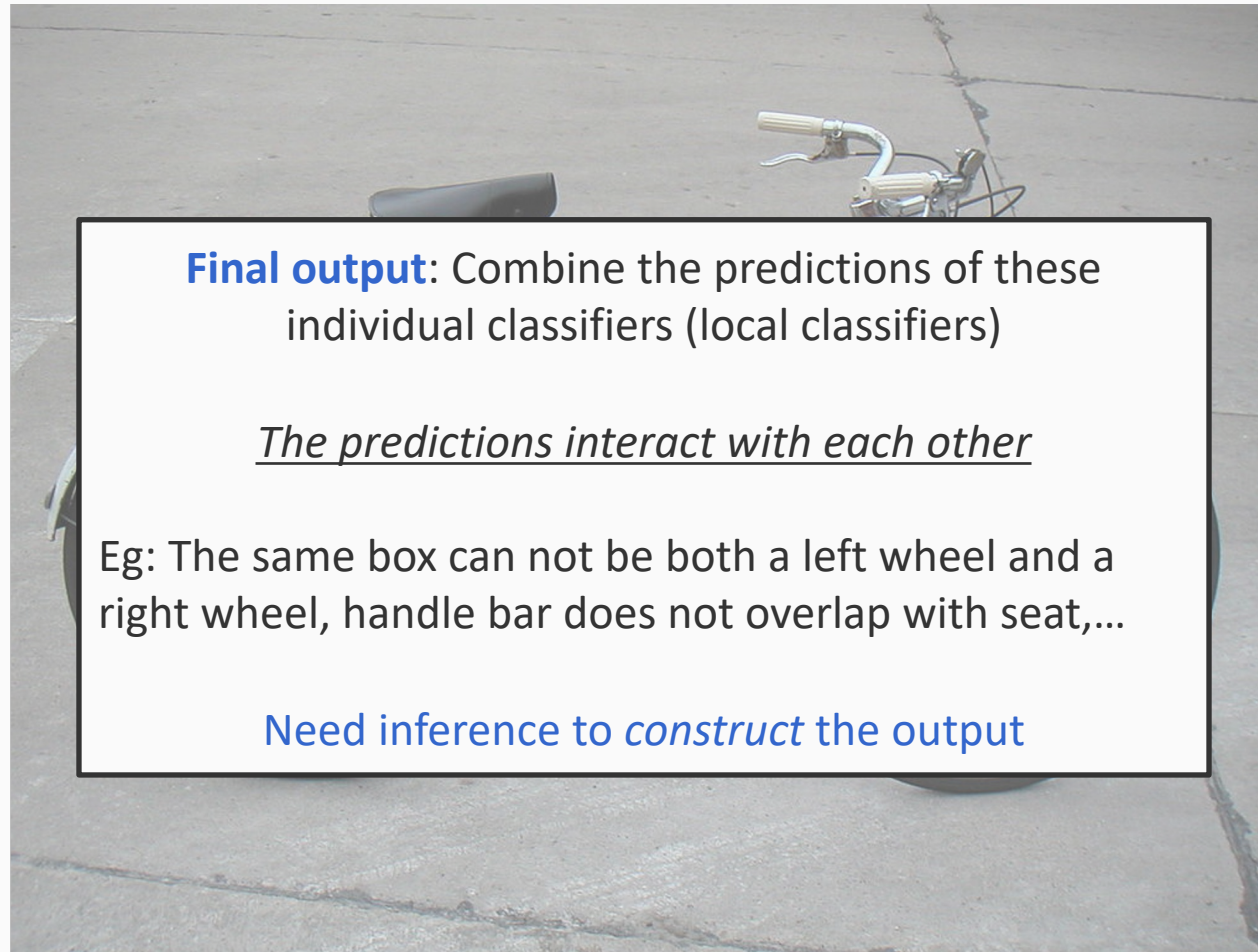 Final output: Combine the predictions of these
individual classifiers (local classifiers)
The predictions interact with each other
Eg: The same box can not be both a left wheel and a
right wheel, handle bar does not overlap with seat,...
Need inference to construct the output